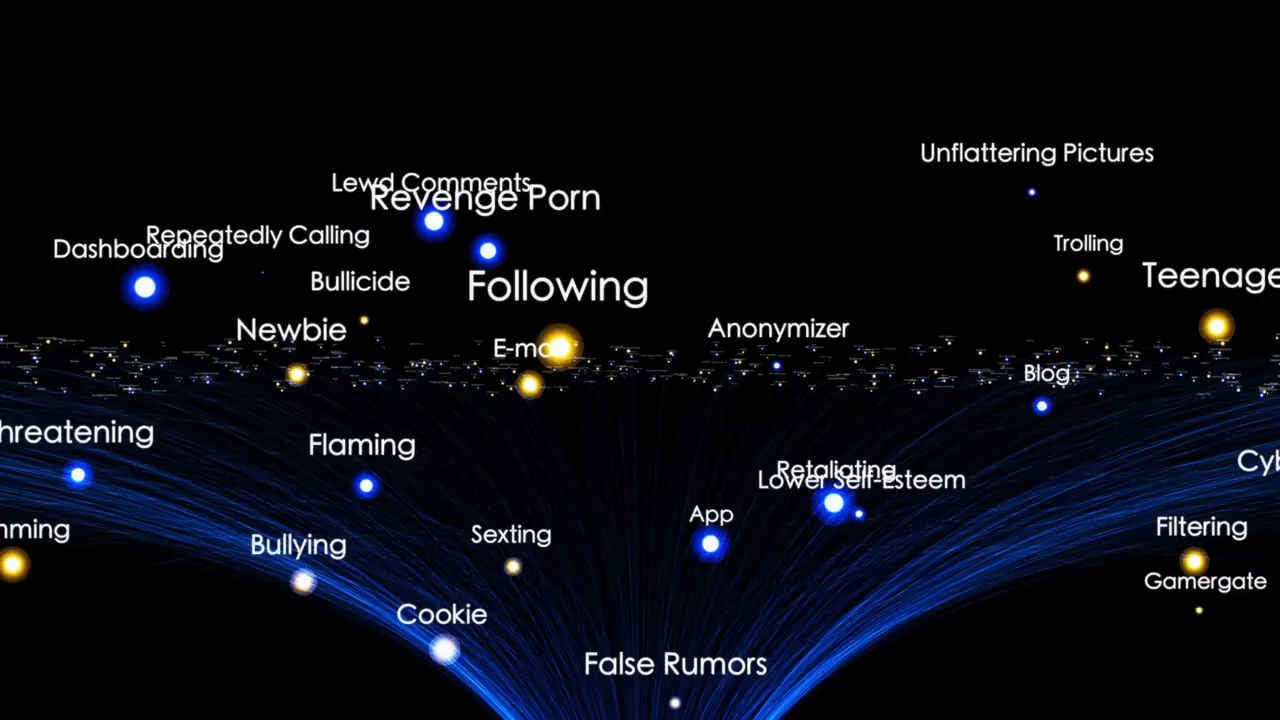 Unflattering Pictures
Lewd Comments
Revenge Porn
Repeatedly Calling
Dashboarding
Trolling
Teenage
Bullicide
Following
Newbie
Anonymizer
E-ma
Blog
hreatening
Flaming
Cyb
Retaliating
Lower Self-Esteem
App
mming
Sexting
Filtering
Bullying
Gamergate
Cookie
False Rumors